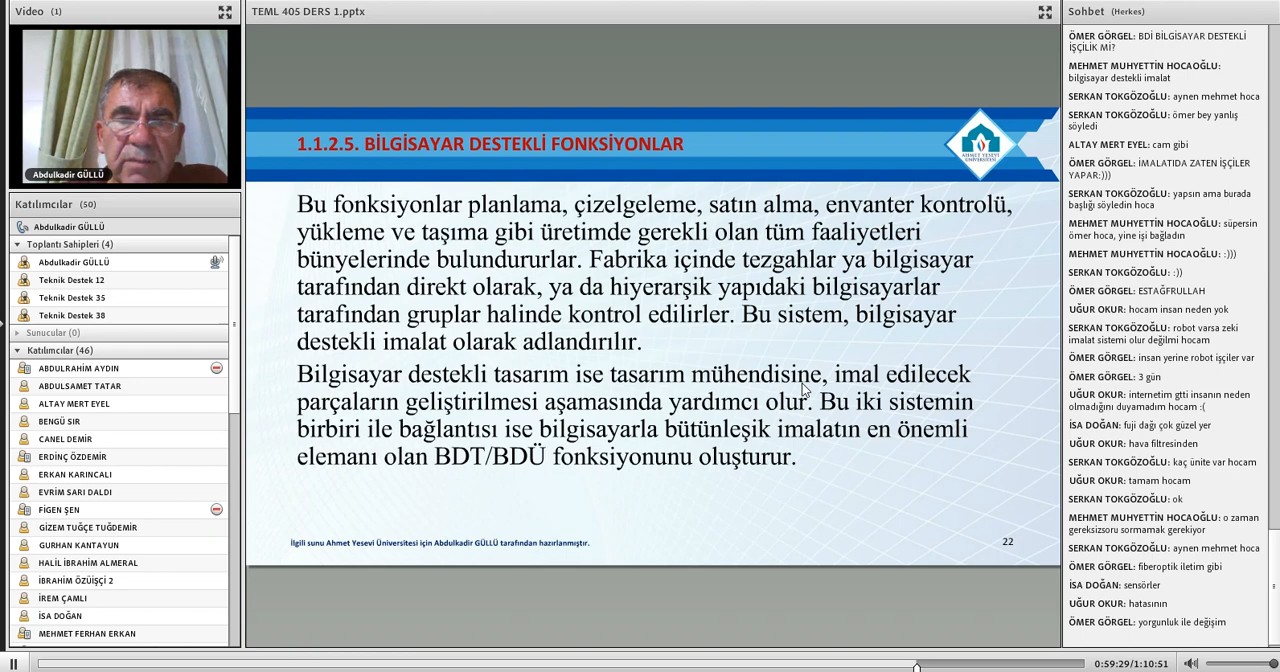 Video (1)
Abdulkadir GÜLLÜ
Katılımcılar (50)
Abdulkadir GÜLLÜ
Toplantı Sahipleri (4)
Abdulkadir GÜLLÜ
Teknik Destek 12
Teknik Destek 35
Teknik Destek 38
Sunucular (0)
Katılımcılar (46)
ABDULRAHİM AYDIN
ABDULSAMET TATAR
ALTAY MERT EYEL
BENGÜ SIR
CANEL DEMİR
ERDİNÇ ÖZDEMİR
ERKAN KARINCALI
EVRİM SARI DALDI
FİGEN ŞEN
GİZEM TUĞÇE TUĞDEMİR
GURHAN KANTAYUN
HALİL İBRAHİM ALMERAL
İBRAHİM ÖZÜİŞÇİ 2
İREM ÇAMLI
İSA DOĞAN
MEHMET FERHAN ERKAN
TEML 405 DERS 1.pptx
1.1.2.5. BİLGİSAYAR DESTEKLİ FONKSİYONLAR
AHMET YESEVİ
ÜNİVERSİTESİ
Bu fonksiyonlar planlama, çizelgeleme, satın alma, envanter kontrolü,
yükleme ve taşıma gibi üretimde gerekli olan tüm faaliyetleri
bünyelerinde bulundururlar. Fabrika içinde tezgahlar ya bilgisayar
tarafından direkt olarak, ya da hiyerarşik yapıdaki bilgisayarlar
tarafından gruplar halinde kontrol edilirler. Bu sistem, bilgisayar
destekli imalat olarak adlandırılır.
Bilgisayar destekli tasarım ise tasarım mühendisine, imal edilecek
parçaların geliştirilmesi aşamasında yardımcı olur. Bu iki sistemin
birbiri ile bağlantısı ise bilgisayarla bütünleşik imalatın en önemli
elemanı olan BDT/BDÜ fonksiyonunu oluşturur.
İlgili sunu Ahmet Yesevi Üniversitesi için Abdulkadir GÜLLÜ tarafından hazırlanmıştır.
22
Sohbet (Herkes)
ÖMER GÖRGEL: BDİ BİLGİSAYAR DESTEKLİ
İŞÇİLİK Mİ?
MEHMET MUHYETTİN HOCAOĞLU:
bilgisayar destekli imalat
SERKAN TOKGÖZOĞLU: aynen mehmet hoca
SERKAN TOKGÖZOĞLU: ömer bey yanlış
söyledi
ALTAY MERT EYEL: cam gibi
ÖMER GÖRGEL: İMALATIDA ZATEN İŞÇİLER
YAPAR:)))
SERKAN TOKGÖZOĞLU: yapsın ama burada
başlığı söyledin hoca
MEHMET MUHYETTİN HOCAOĞLU: süpersin
ömer hoca, yine işi bağladın
MEHMET MUHYETTİN HOCAOĞLU: :)))
SERKAN TOKGÖZOĞLU: :))
ÖMER GÖRGEL: ESTAĞFRULLAH
UĞUR OKUR: hocam insan neden yok
SERKAN TOKGÖZOĞLU: robot varsa zeki
imalat sistemi olur değilmi hocam
ÖMER GÖRGEL: insan yerine robot işçiler var
ÖMER GÖRGEL: 3 gün
UĞUR OKUR: internetim gtti insanın neden
olmadığını duyamadım hocam :(
İSA DOĞAN: fuji dağı çok güzel yer
UĞUR OKUR: hava filtresinden
SERKAN TOKGÖZOĞLU: kaç ünite var hocam
UĞUR OKUR: tamam hocam
SERKAN TOKGÖZOĞLU: ok
MEHMET MUHYETTİN HOCAOĞLU: o zaman
gereksizsoru sormamak gerekiyor
SERKAN TOKGÖZOĞLU: aynen mehmet hoca
ÖMER GÖRGEL: fiberoptik iletim gibi
İSA DOĞAN: sensörler
UĞUR OKUR: hatasının
ÖMER GÖRGEL: yorgunluk ile değişim
0:59:29/1:10:51